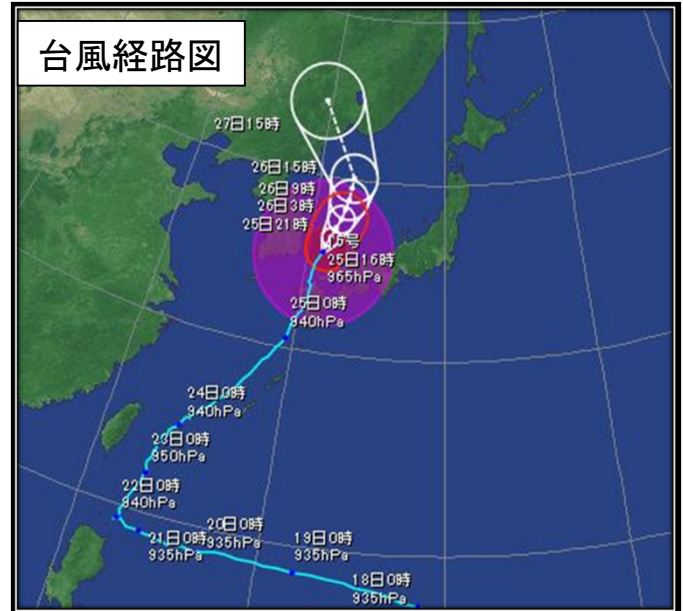 台風経路図
27日15時
26日15時
26日9時
26日3時
25日21時
15号
25日16時
965hPa
25日0時
940hPa
24日0時
940hPa
23日0時
950hPa
22日0時
940hPa
21日0時
935hPa
20日0時
935hPa
19日0時
935hPa
18日0時
935hPa